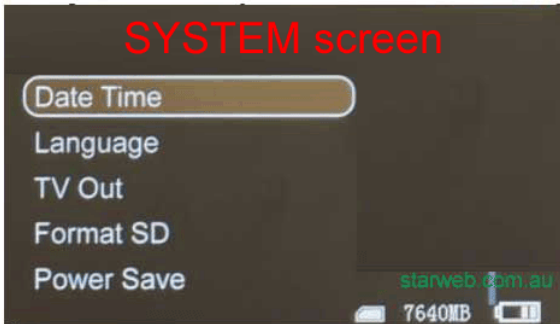 SYSTEM screen
Date Time
Language
TV Out
Format SD
Power Save
starweb.com.au
7640MB